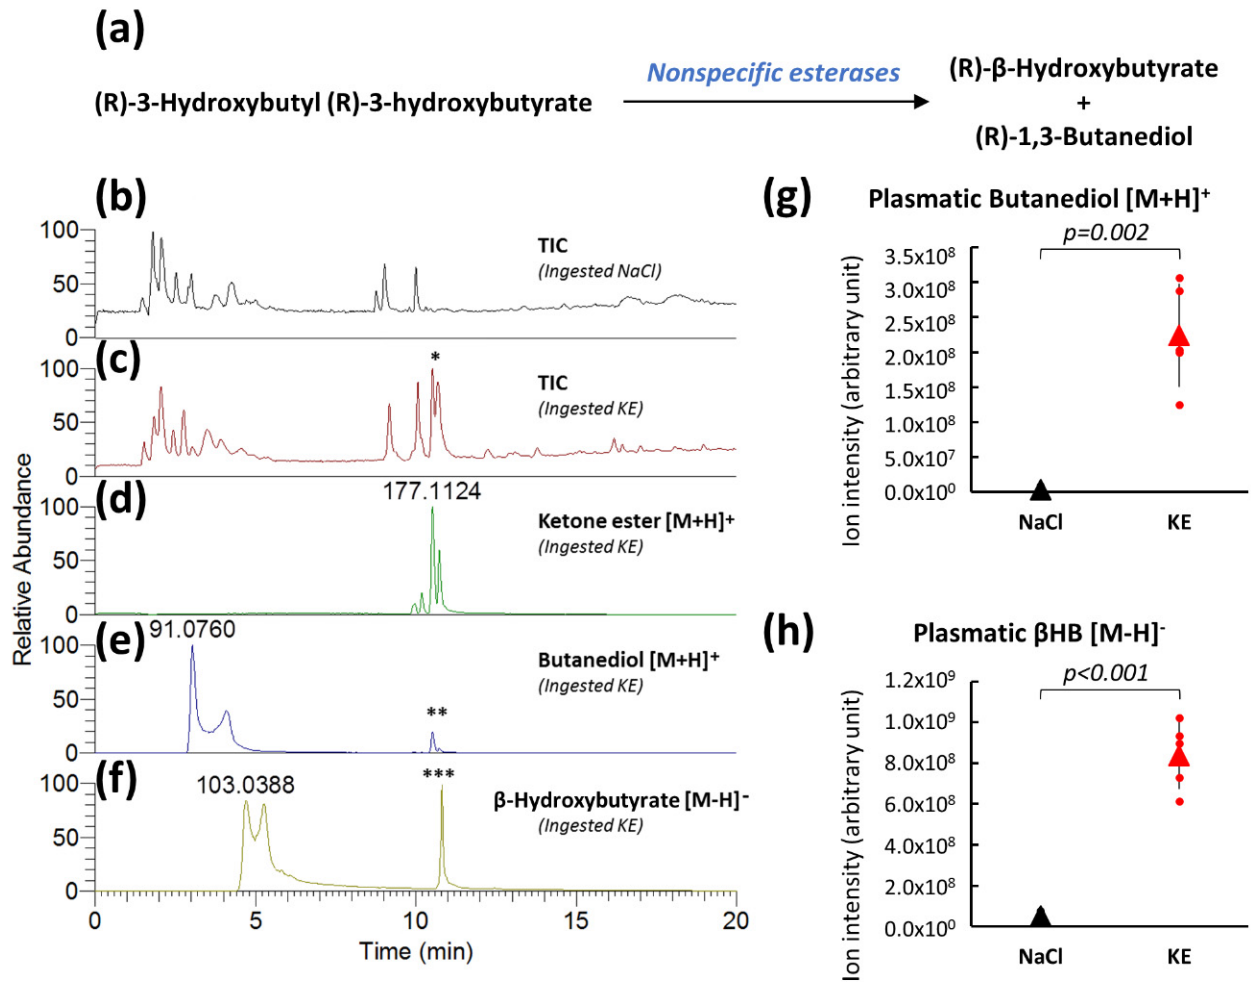 (a)
Nonspecific esterases
(R)-3-Hydroxybutyl (R)-3-hydroxybutyrate
(R)-β-Hydroxybutyrate
+
(R)-1,3-Butanediol
Relative Abundance
(b)
100
50
0
TIC
(Ingested NaCl)
(c)
100
50
0
*
TIC
(Ingested KE)
(d)
100
50
0
177.1124
Ketone ester [M+H]+
(Ingested KE)
(e)
100
50
0
91.0760
Butanediol [M+H]+
(Ingested KE)
**
(f)
100
50
0
103.0388
***
β-Hydroxybutyrate [M-H]-
(Ingested KE)
0 5 10 15 20
Time (min)
(g)
Plasmatic Butanediol [M+H]+
p=0.002
Ion intensity (arbitrary unit)
3.5x10⁸
3.0x10⁸
2.5x10⁸
2.0x10⁸
1.5x10⁸
1.0x10⁸
5.0x10⁷
0.0x10⁰
NaCl KE
(h)
Plasmatic βHB [M-H]-
p<0.001
Ion intensity (arbitrary unit)
1.2x10⁹
1.0x10⁹
8.0x10⁸
6.0x10⁸
4.0x10⁸
2.0x10⁸
0.0x10⁰
NaCl KE